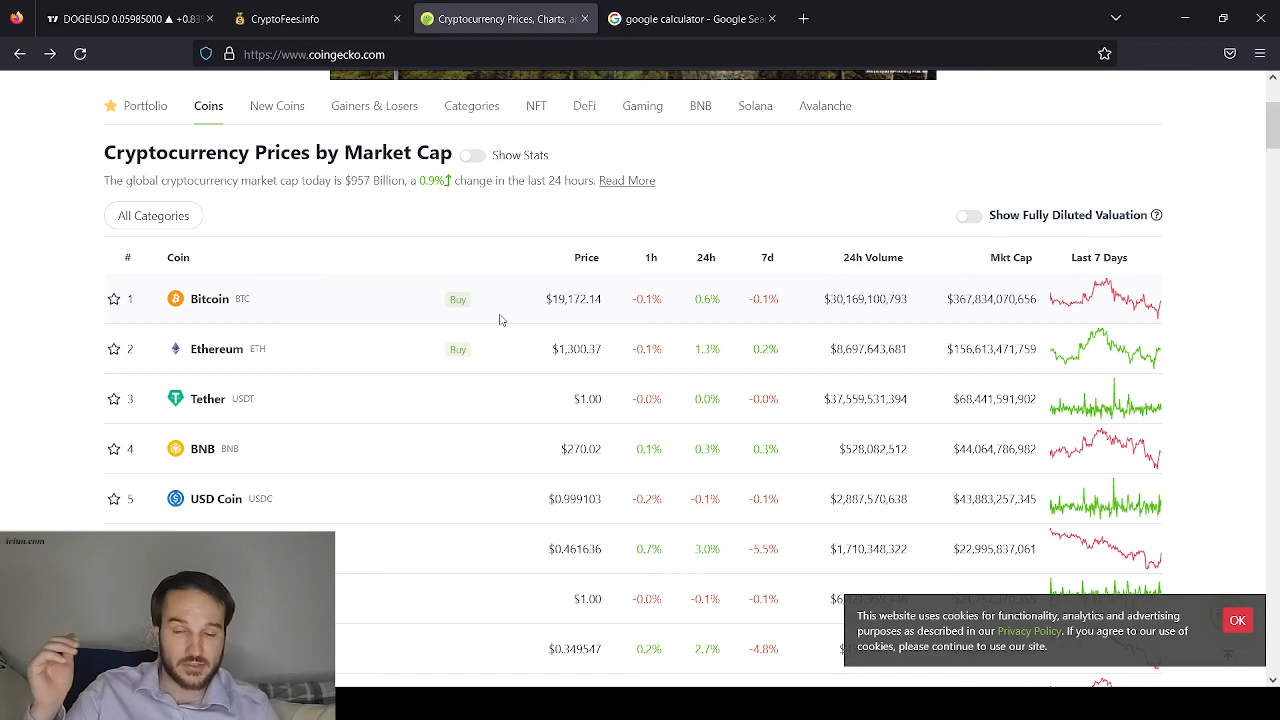 DOGEUSD 0.059850 ▲ +0.83
CryptoFees.info
Cryptocurrency Prices, Charts, a
google calculator - Google Sea
https://www.coingecko.com
Portfolio Coins New Coins Gainers & Losers Categories NFT DeFi Gaming BNB Solana Avalanche
Cryptocurrency Prices by Market Cap Show Stats
The global cryptocurrency market cap today is $957 Billion, a 0.9% change in the last 24 hours. Read More
All Categories Show Fully Diluted Valuation
# Coin Price 1h 24h 7d 24h Volume Mkt Cap Last 7 Days
1 Bitcoin BTC Buy $19,172.14 -0.1% 0.6% -0.1% $30,169,100,793 $367,834,070,656
2 Ethereum ETH Buy $1,300.37 -0.1% 1.3% 0.2% $8,697,643,681 $156,613,471,759
3 Tether USDT $1.00 -0.0% 0.0% -0.0% $37,559,531,394 $68,441,591,902
4 BNB BNB $270.02 0.1% 0.3% 0.3% $528,082,512 $44,064,786,982
5 USD Coin USDC $0.999103 -0.2% -0.1% -0.1% $2,887,570,638 $43,883,257,345
$0.461636 0.7% 3.0% -5.5% $1,710,348,322 $22,995,837,061
$1.00 -0.0% -0.1% -0.1%
$0.349547 0.2% 2.7% -4.8%
This website uses cookies for functionality, analytics and advertising
purposes as described in our Privacy Policy. If you agree to our use of
cookies, please continue to use our site.
OK
iriun.com